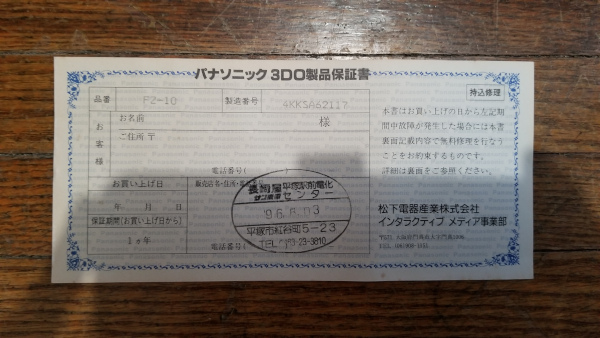 パナソニック 3DO製品保証書
品番
FZ-10
製造番号
4KKSA62117
お客様
お名前
様
ご住所 〒
電話番号( )
お買い上げ日
年 月 日
保証期間(お買い上げ日から)
1ヵ年
販売店名・住所・
電話番号(
平塚駅前電化
センター
'96.
平塚市紅谷町5-23
23-3810
持込修理
本書はお買い上げの日から左記期
間中故障が発生した場合には本書
裏面記載内容で無料修理を行なう
ことをお約束するものです。
詳細は裏面をご参照ください。
松下電器産業株式会社
インタラクティブ メディア事業部